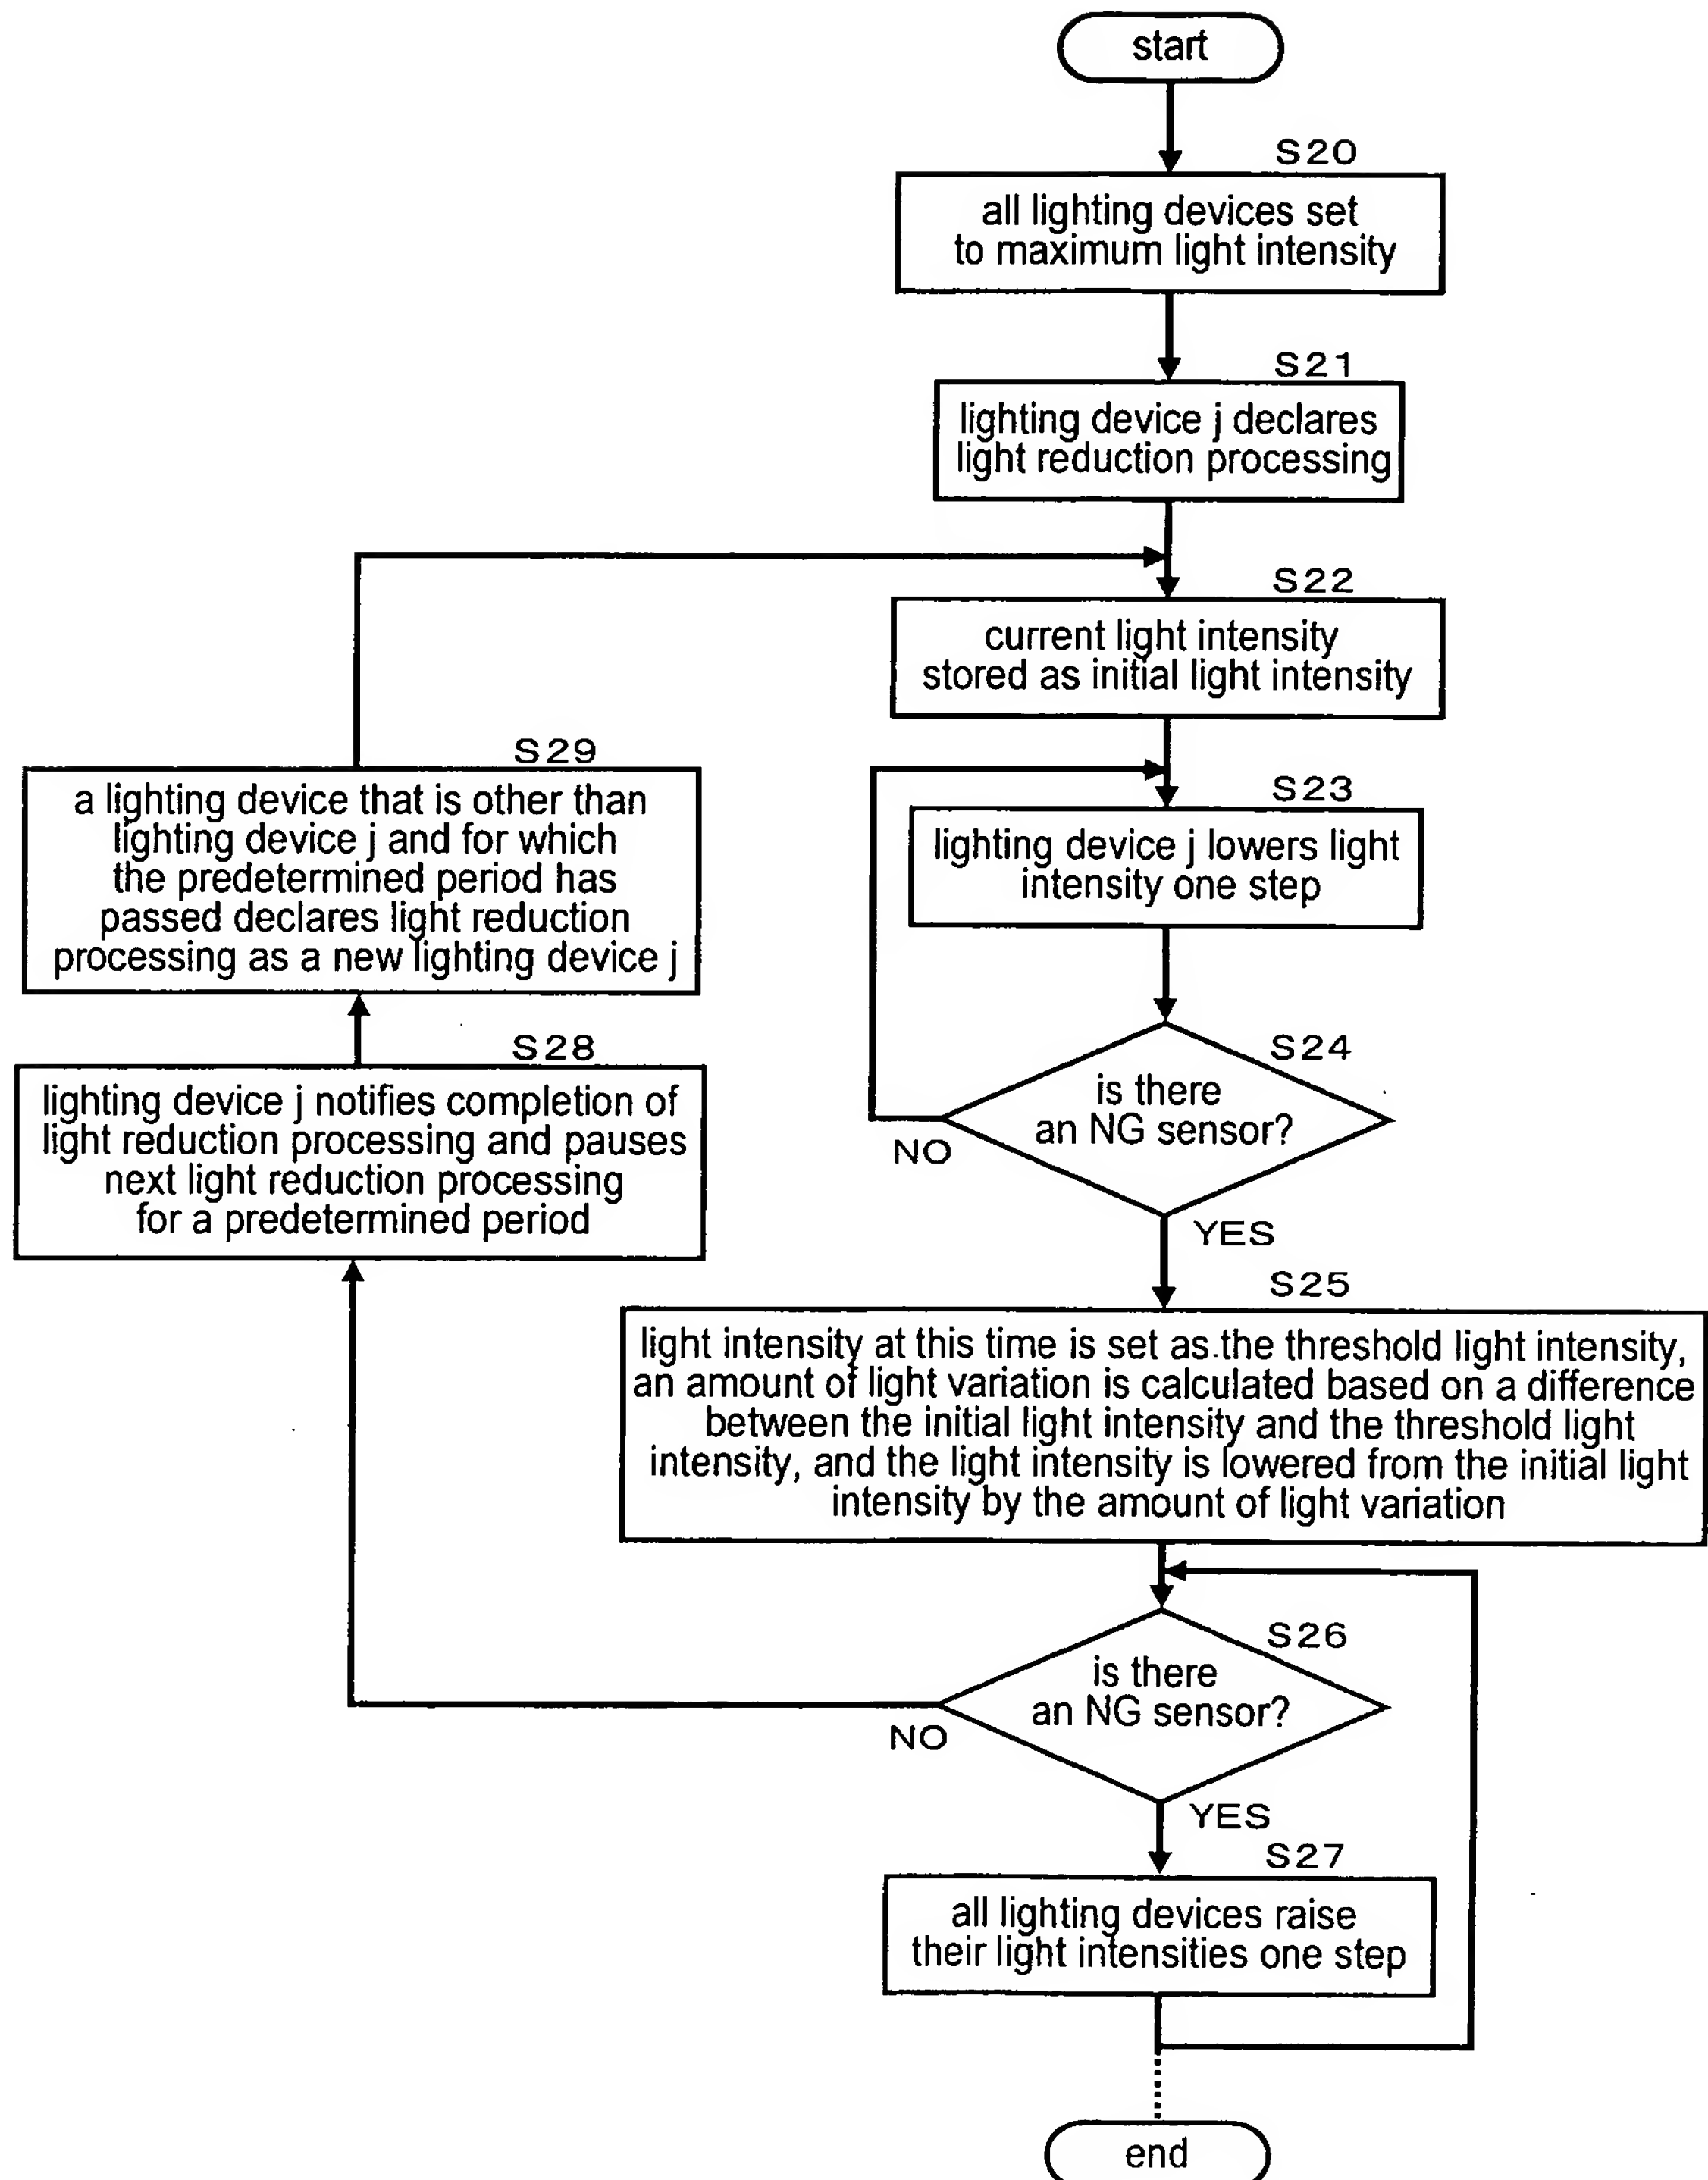 start
S20
all lighting devices set
to maximum light intensity
S21
lighting device j declares
light reduction processing
S22
current light intensity
stored as initial light intensity
S23
lighting device j lowers light
intensity one step
S24
is there
an NG sensor?
NO
YES
S25
light intensity at this time is set as the threshold light intensity,
an amount of light variation is calculated based on a difference
between the initial light intensity and the threshold light
intensity, and the light intensity is lowered from the initial light
intensity by the amount of light variation
S26
is there
an NG sensor?
NO
YES
S27
all lighting devices raise
their light intensities one step
S28
lighting device j notifies completion of
light reduction processing and pauses
next light reduction processing
for a predetermined period
S29
a lighting device that is other than
lighting device j and for which
the predetermined period has
passed declares light reduction
processing as a new lighting device j
end